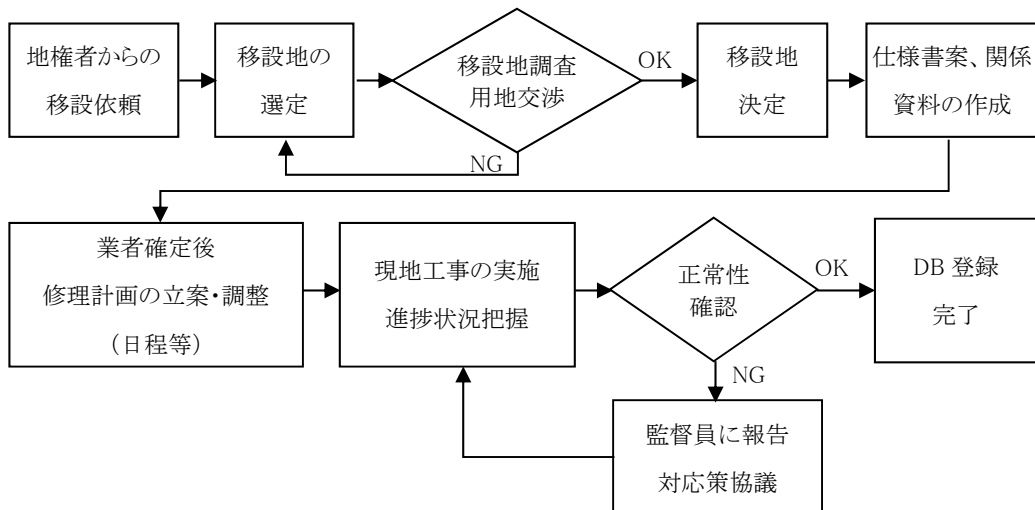 地権者からの
移設依頼
移設地の
選定
移設地調査
用地交渉
OK
NG
移設地
決定
仕様書案、関係
資料の作成
業者確定後
修理計画の立案・調整
（日程等）
現地工事の実施
進捗状況把握
正常性
確認
OK
NG
DB 登録
完了
監督員に報告
対応策協議